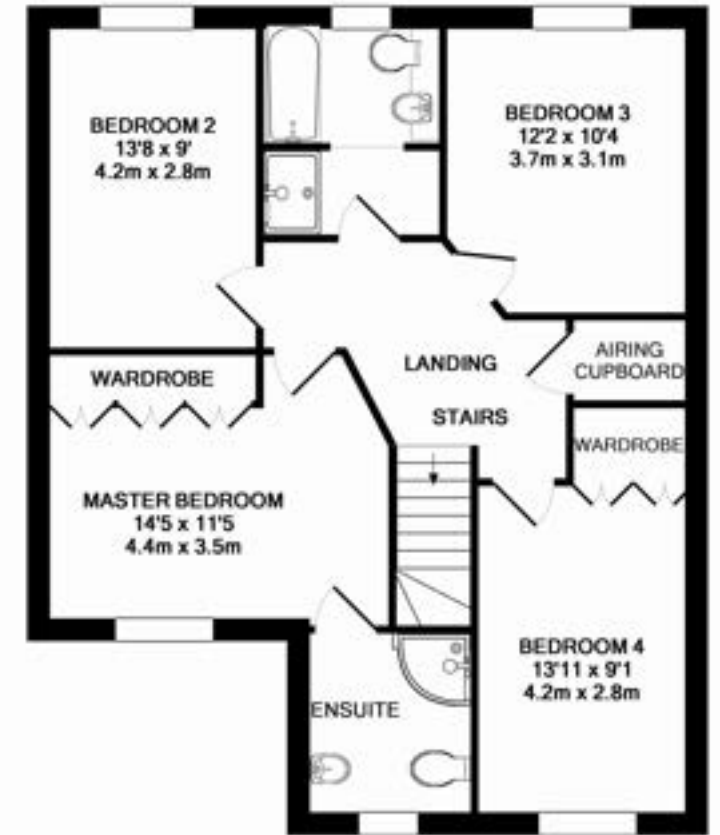 BEDROOM 2
13'8 x 9'
4.2m x 2.8m
BEDROOM 3
12'2 x 10'4
3.7m x 3.1m
LANDING
STAIRS
AIRING
CUPBOARD
WARDROBE
WARDROBE
MASTER BEDROOM
14'5 x 11'5
4.4m x 3.5m
BEDROOM 4
13'11 x 9'1
4.2m x 2.8m
ENSUITE